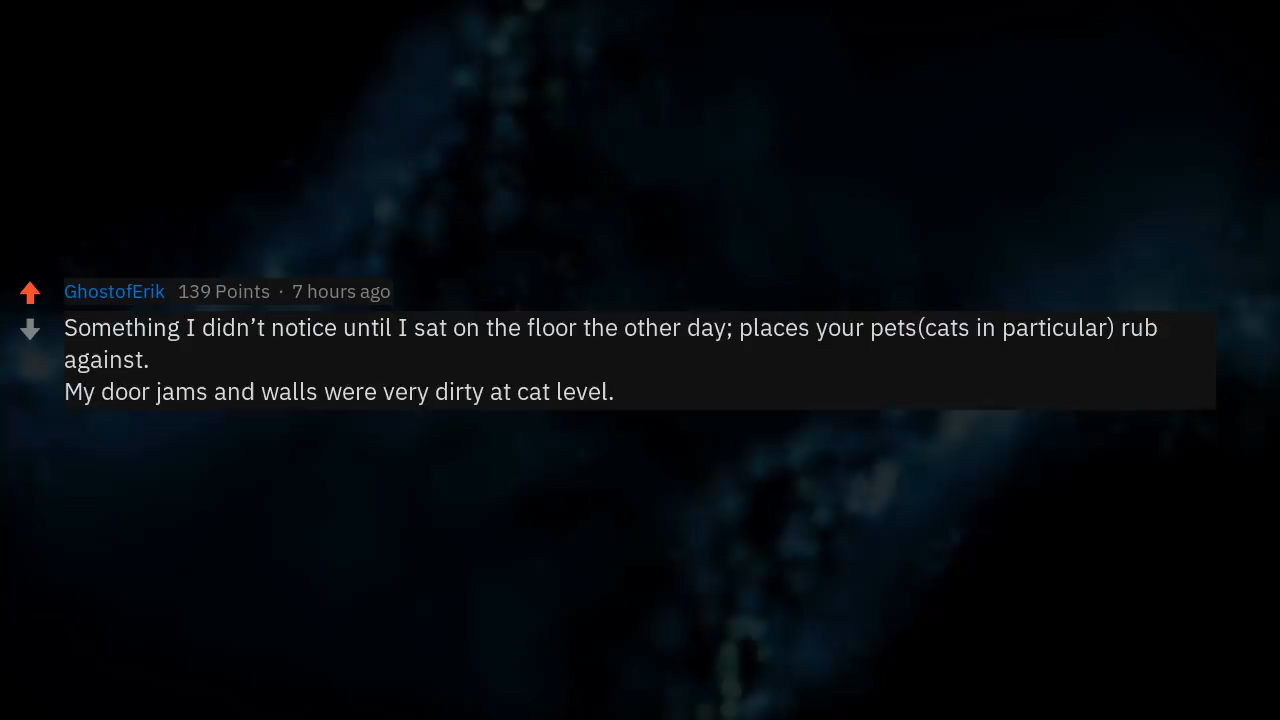 GhostofErik 139 Points · 7 hours ago
Something I didn’t notice until I sat on the floor the other day; places your pets(cats in particular) rub
against.
My door jams and walls were very dirty at cat level.